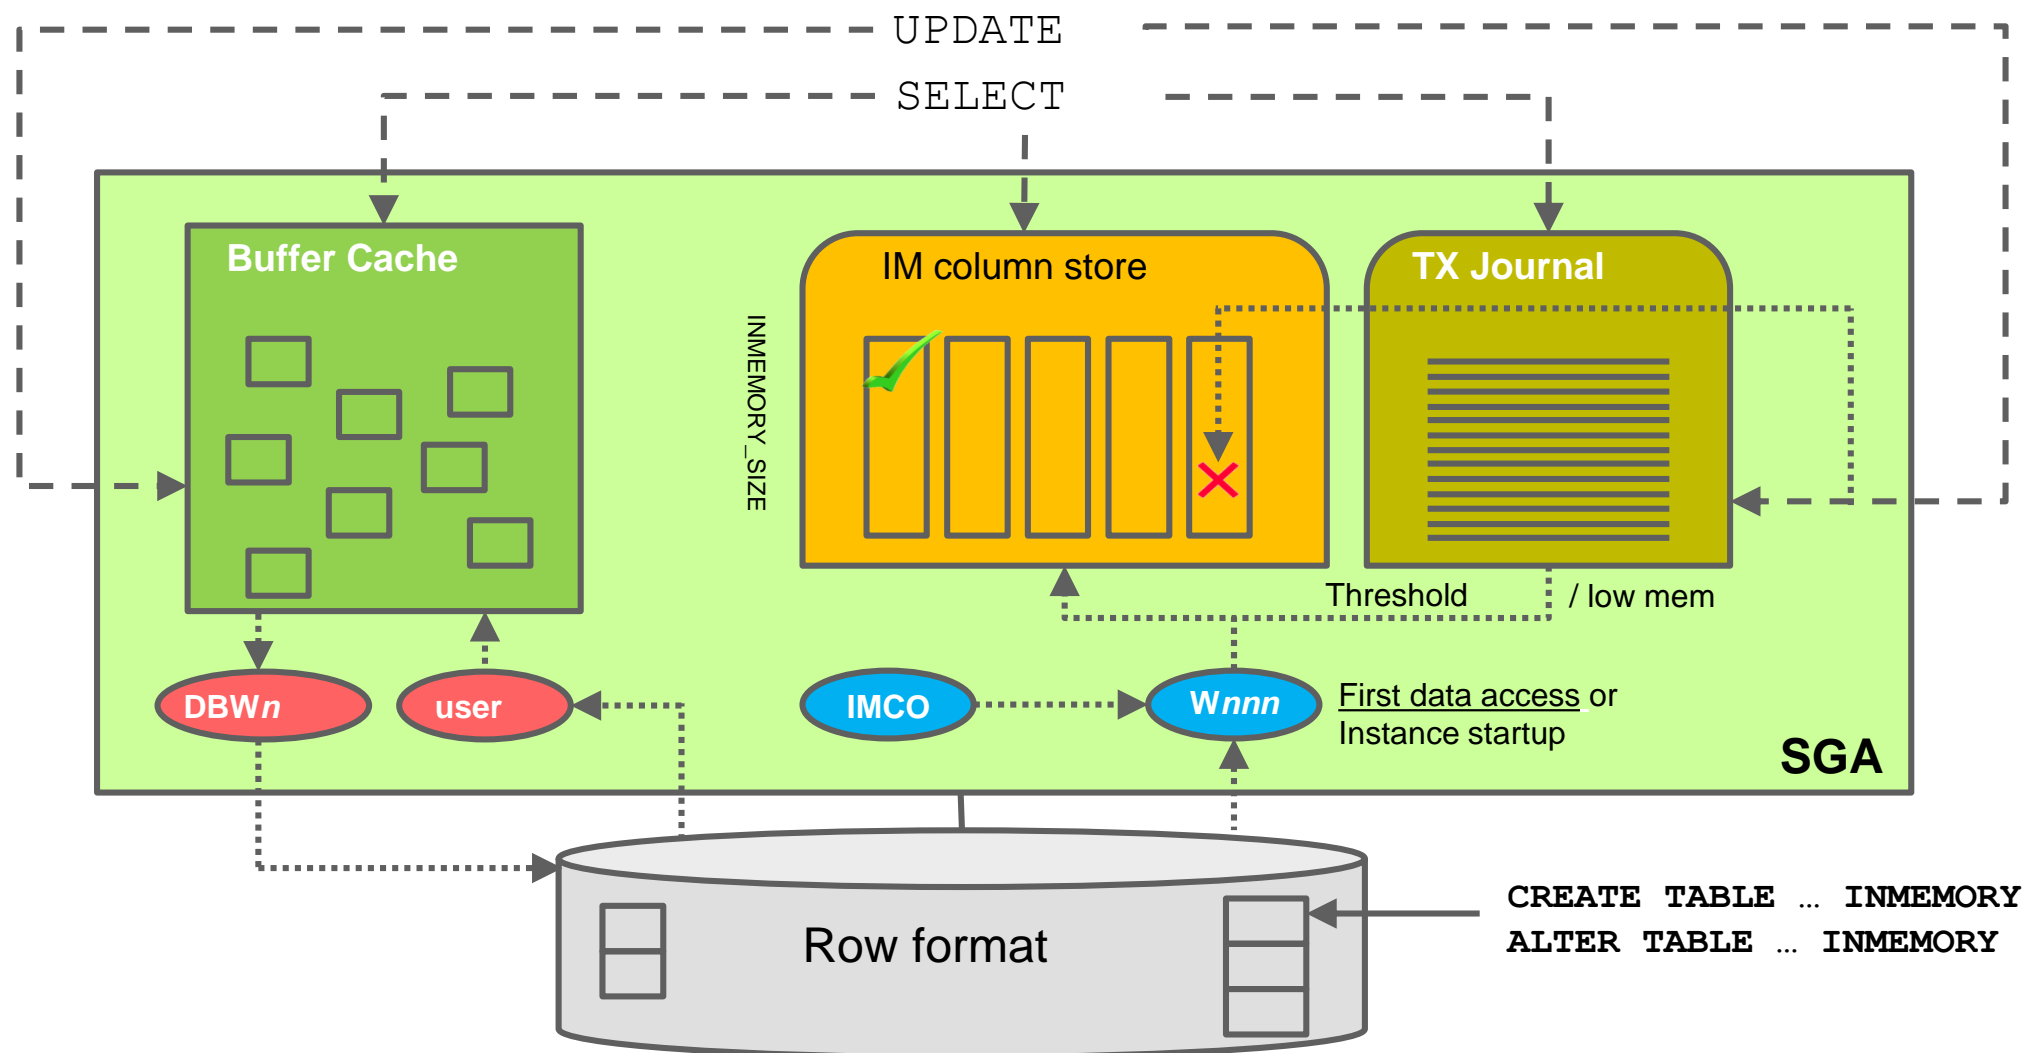 UPDATE
SELECT
Buffer Cache
IM column store
TX Journal
INMEMORY_SIZE
Threshold / low mem
DBWn
user
IMCO
Wnnn
First data access or
Instance startup
SGA
Row format
CREATE TABLE … INMEMORY
ALTER TABLE … INMEMORY